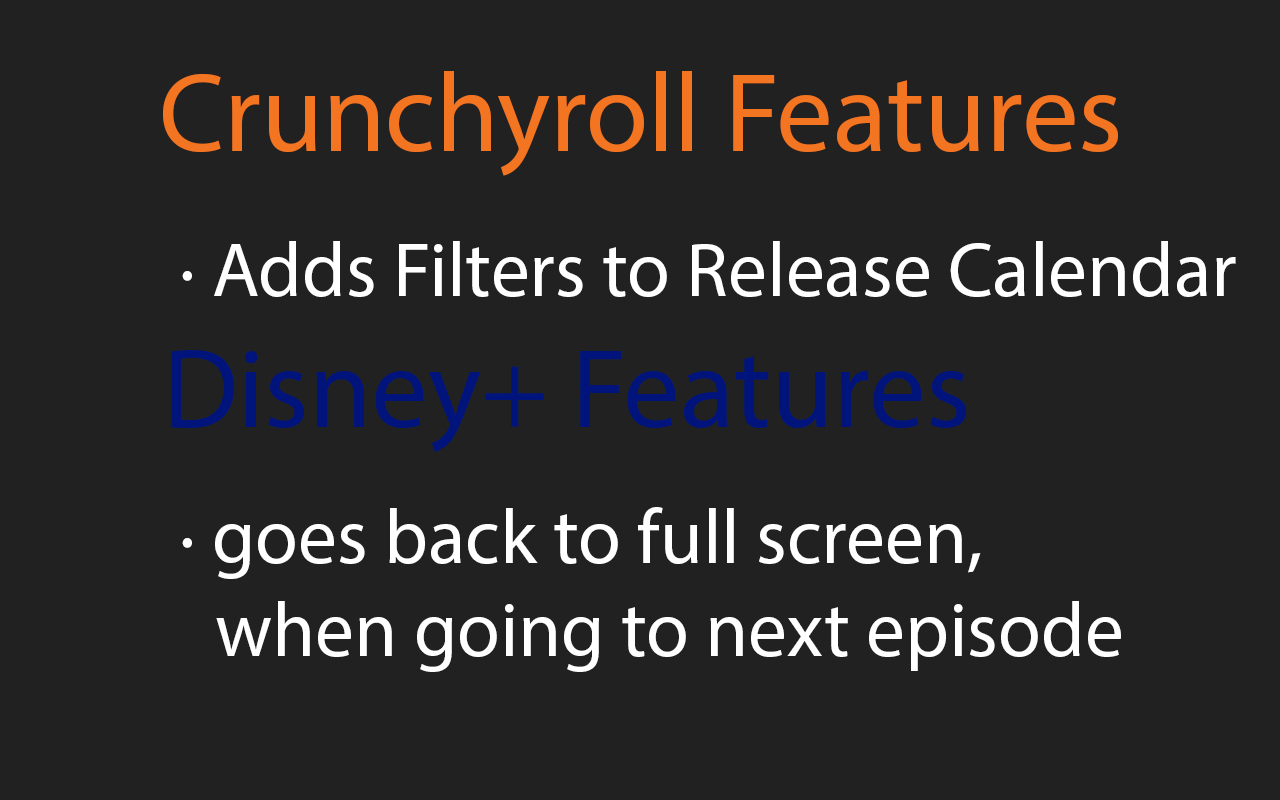 Crunchyroll Features
· Adds Filters to Release Calendar
Disney+ Features
· goes back to full screen,
when going to next episode